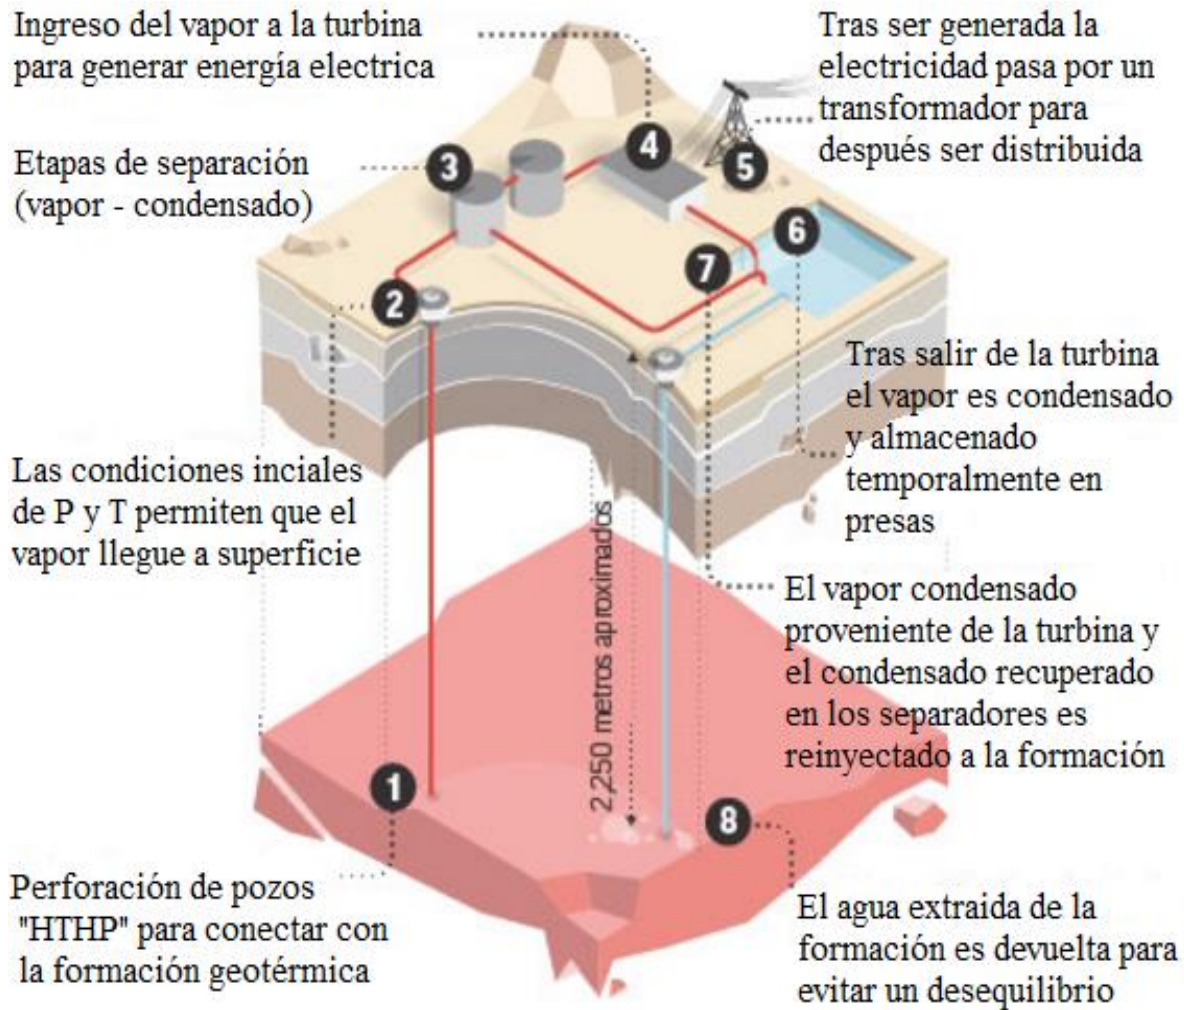 Ingreso del vapor a la turbina
para generar energía electrica
4
Tras ser generada la
electricidad pasa por un
transformador para
después ser distribuida
5
Etapas de separación
(vapor - condensado)
3
6
7
2
Tras salir de la turbina
el vapor es condensado
y almacenado
temporalmente en
presas
Las condiciones inciales
de P y T permiten que el
vapor llegue a superficie
2,250 metros aproximados
El vapor condensado
proveniente de la turbina y
el condensado recuperado
en los separadores es
reinyectado a la formación
1
8
Perforación de pozos
"HTHP" para conectar con
la formación geotérmica
El agua extraida de la
formación es devuelta para
evitar un desequilibrio